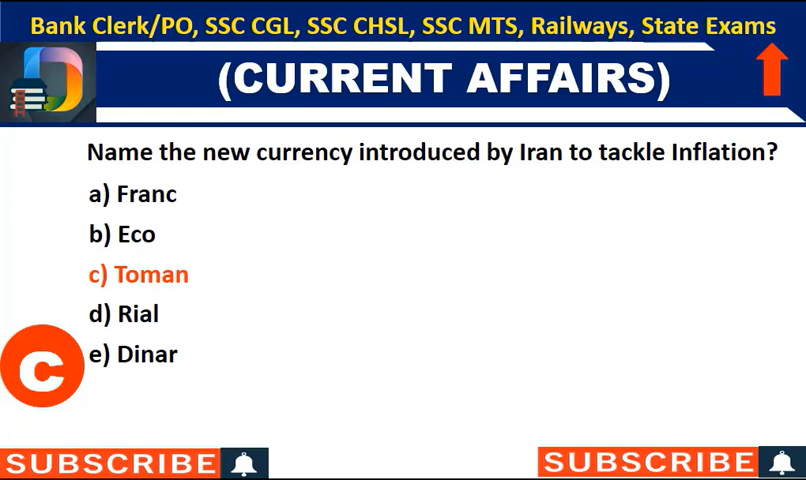 Bank Clerk/PO, SSC CGL, SSC CHSL, SSC MTS, Railways, State Exams
(CURRENT AFFAIRS)
Name the new currency introduced by Iran to tackle Inflation?
a) Franc
b) Eco
c) Toman
d) Rial
e) Dinar
C
SUBSCRIBE
SUBSCRIBE